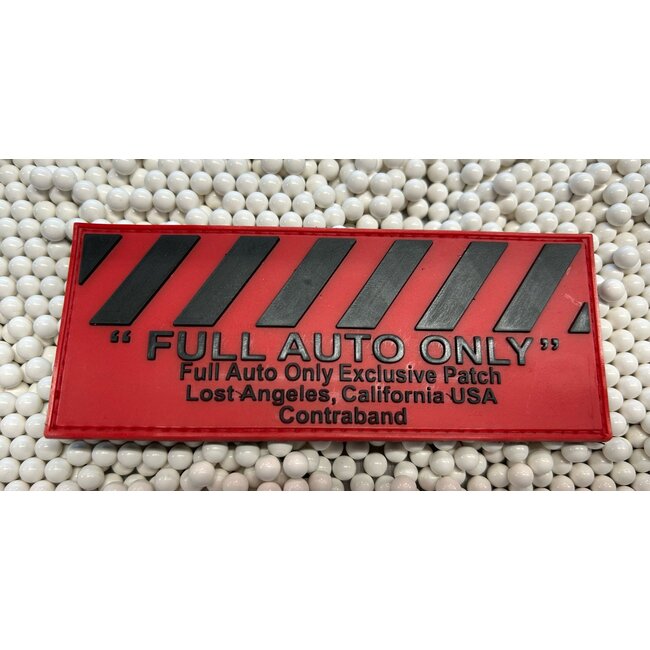 “ FULL AUTO ONLY”
Full Auto Only Exclusive Patch
Lost Angeles, California USA
Contraband